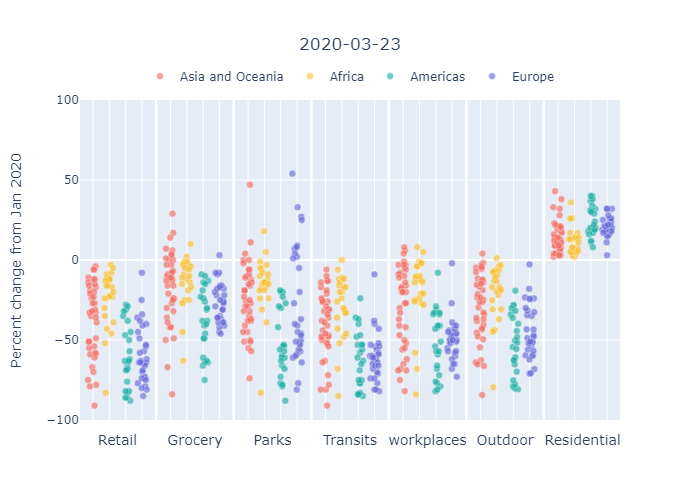 2020-03-23
Asia and Oceania Africa Americas Europe
Percent change from Jan 2020
100
50
0
−50
−100
Retail Grocery Parks Transits workplaces Outdoor Residential